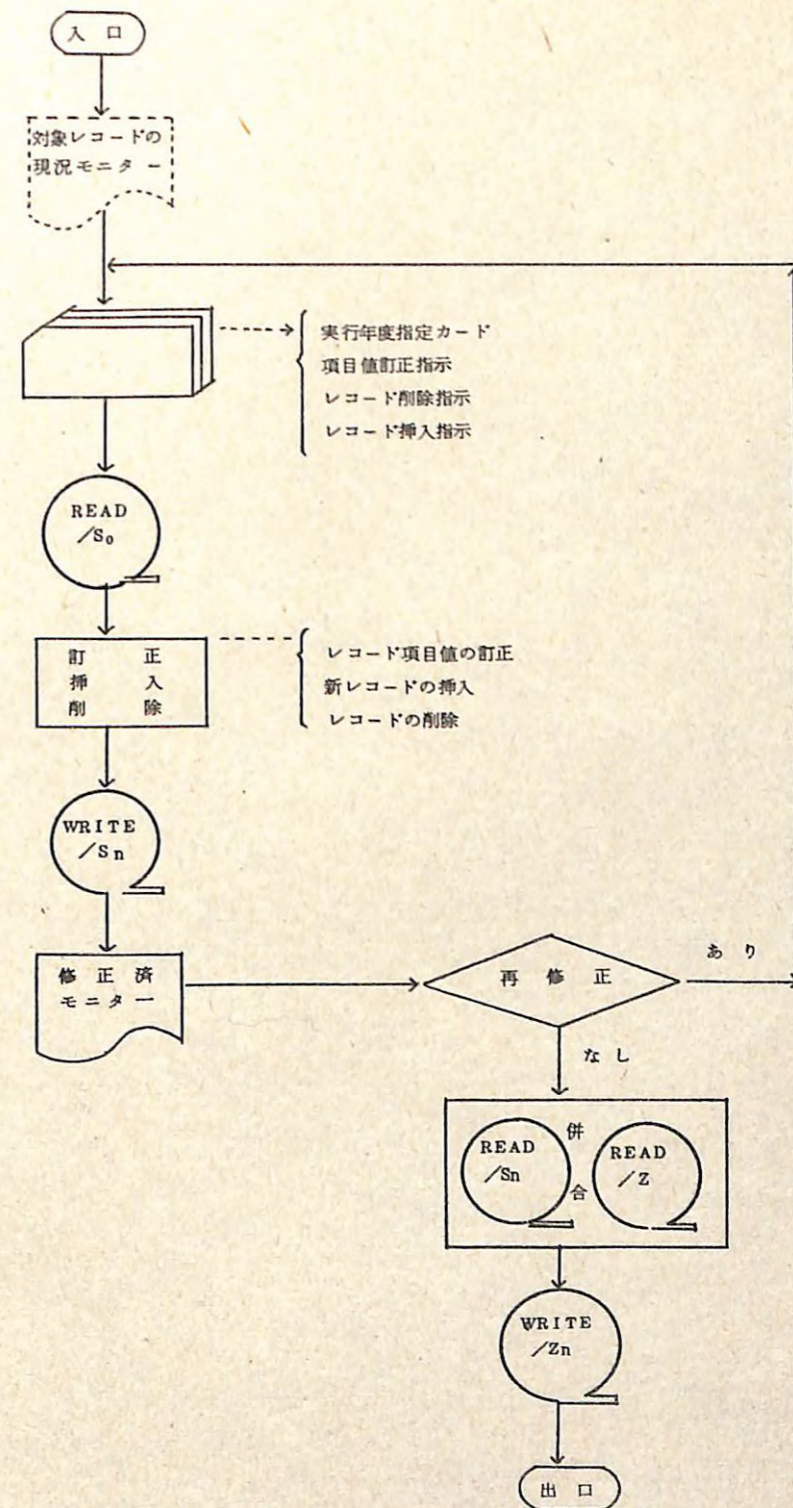 入口
対象レコードの
現況モニター
実行年度指定カード
項目値訂正指示
レコード削除指示
レコード挿入指示
READ
/S₀
訂正
挿入
削除
レコード項目値の訂正
新レコードの挿入
レコードの削除
WRITE
/Sn
修正済
モニター
再修正
あり
なし
READ
/Sn
併
合
READ
/Z
WRITE
/Zn
出口